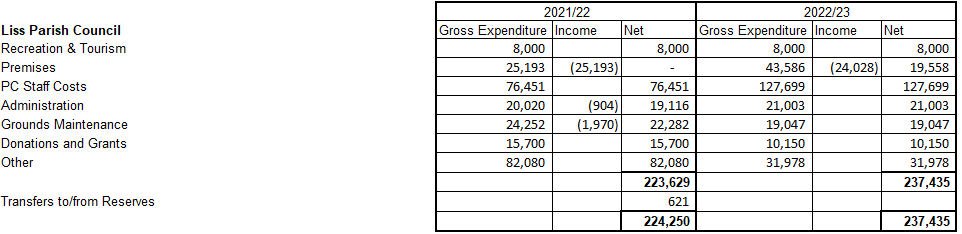 2021/22 2022/23
Liss Parish Council Gross Expenditure Income Net Gross Expenditure Income Net
Recreation & Tourism 8,000 8,000 8,000 8,000
Premises 25,193 (25,193) - 43,586 (24,028) 19,558
PC Staff Costs 76,451 76,451 127,699 127,699
Administration 20,020 (904) 19,116 21,003 21,003
Grounds Maintenance 24,252 (1,970) 22,282 19,047 19,047
Donations and Grants 15,700 15,700 10,150 10,150
Other 82,080 82,080 31,978 31,978
223,629 237,435
Transfers to/from Reserves 621
224,250 237,435